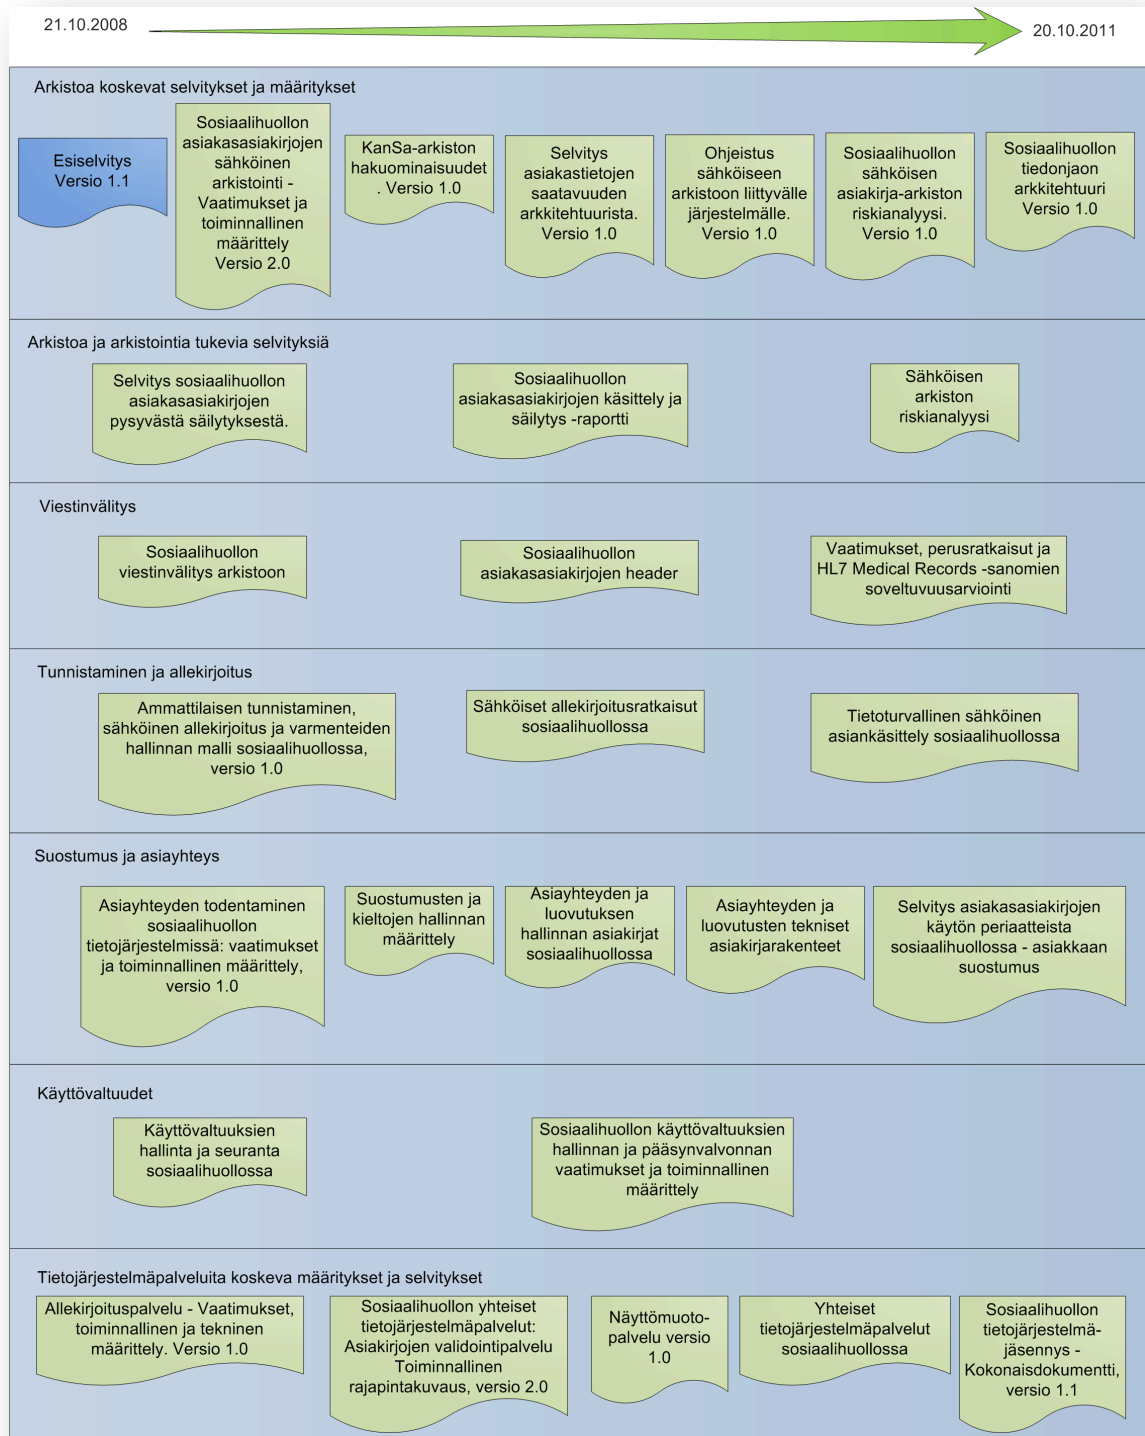 21.10.2008
20.10.2011
Arkistoa koskevat selvitykset ja määritykset
Esiselvitys
Versio 1.1
Sosiaalihuollon
asiakasasiakirjojen
sähköinen
arkistointi -
Vaatimukset ja
toiminnallinen
määrittely
Versio 2.0
KanSa-arkiston
hakuominaisuudet
. Versio 1.0
Selvitys
asiakastietojen
saatavuuden
arkkitehtuurista.
Versio 1.0
Ohjeistus
sähköiseen
arkistoon liittyvälle
järjestelmälle.
Versio 1.0
Sosiaalihuollon
sähköisen
asiakirja-arkiston
riskianalyysi.
Versio 1.0
Sosiaalihuollon
tiedonjaon
arkkitehtuuri
Versio 1.0
Arkistoa ja arkistointia tukevia selvityksiä
Selvitys sosiaalihuollon
asiakasasiakirjojen
pysyvästä säilytyksestä.
Sosiaalihuollon
asiakasasiakirjojen käsittely ja
säilytys -raportti
Sähköisen
arkiston
riskianalyysi
Viestinvälitys
Sosiaalihuollon
viestinvälitys arkistoon
Sosiaalihuollon
asiakasasiakirjojen header
Vaatimukset, perusratkaisut ja
HL7 Medical Records -sanomien
soveltuvuusarviointi
Tunnistaminen ja allekirjoitus
Ammattilaisen tunnistaminen,
sähköinen allekirjoitus ja varmenteiden
hallinnan malli sosiaalihuollossa,
versio 1.0
Sähköiset allekirjoitusratkaisut
sosiaalihuollossa
Tietoturvallinen sähköinen
asiankäsittely sosiaalihuollossa
Suostumus ja asiayhteys
Asiayhteyden todentaminen
sosiaalihuollon
tietojärjestelmissä: vaatimukset
ja toiminnallinen määrittely,
versio 1.0
Suostumusten ja
kieltojen hallinnan
määrittely
Asiayhteyden ja
luovutuksen
hallinnan asiakirjat
sosiaalihuollossa
Asiayhteyden ja
luovutusten tekniset
asiakirjarakenteet
Selvitys asiakasasiakirjojen
käytön periaatteista
sosiaalihuollossa - asiakkaan
suostumus
Käyttövaltuudet
Käyttövaltuuksien
hallinta ja seuranta
sosiaalihuollossa
Sosiaalihuollon käyttövaltuuksien
hallinnan ja pääsynvalvonnan
vaatimukset ja toiminnallinen
määrittely
Tietojärjestelmäpalveluita koskeva määritykset ja selvitykset
Allekirjoituspalvelu - Vaatimukset,
toiminnallinen ja tekninen
määrittely. Versio 1.0
Sosiaalihuollon yhteiset
tietojärjestelmäpalvelut:
Asiakirjojen validointipalvelu
Toiminnallinen
rajapintakuvaus, versio 2.0
Näyttömuoto-
palvelu versio
1.0
Yhteiset
tietojärjestelmäpalvelut
sosiaalihuollossa
Sosiaalihuollon
tietojärjestelmä-
jäsennys -
Kokonaisdokumentti,
versio 1.1